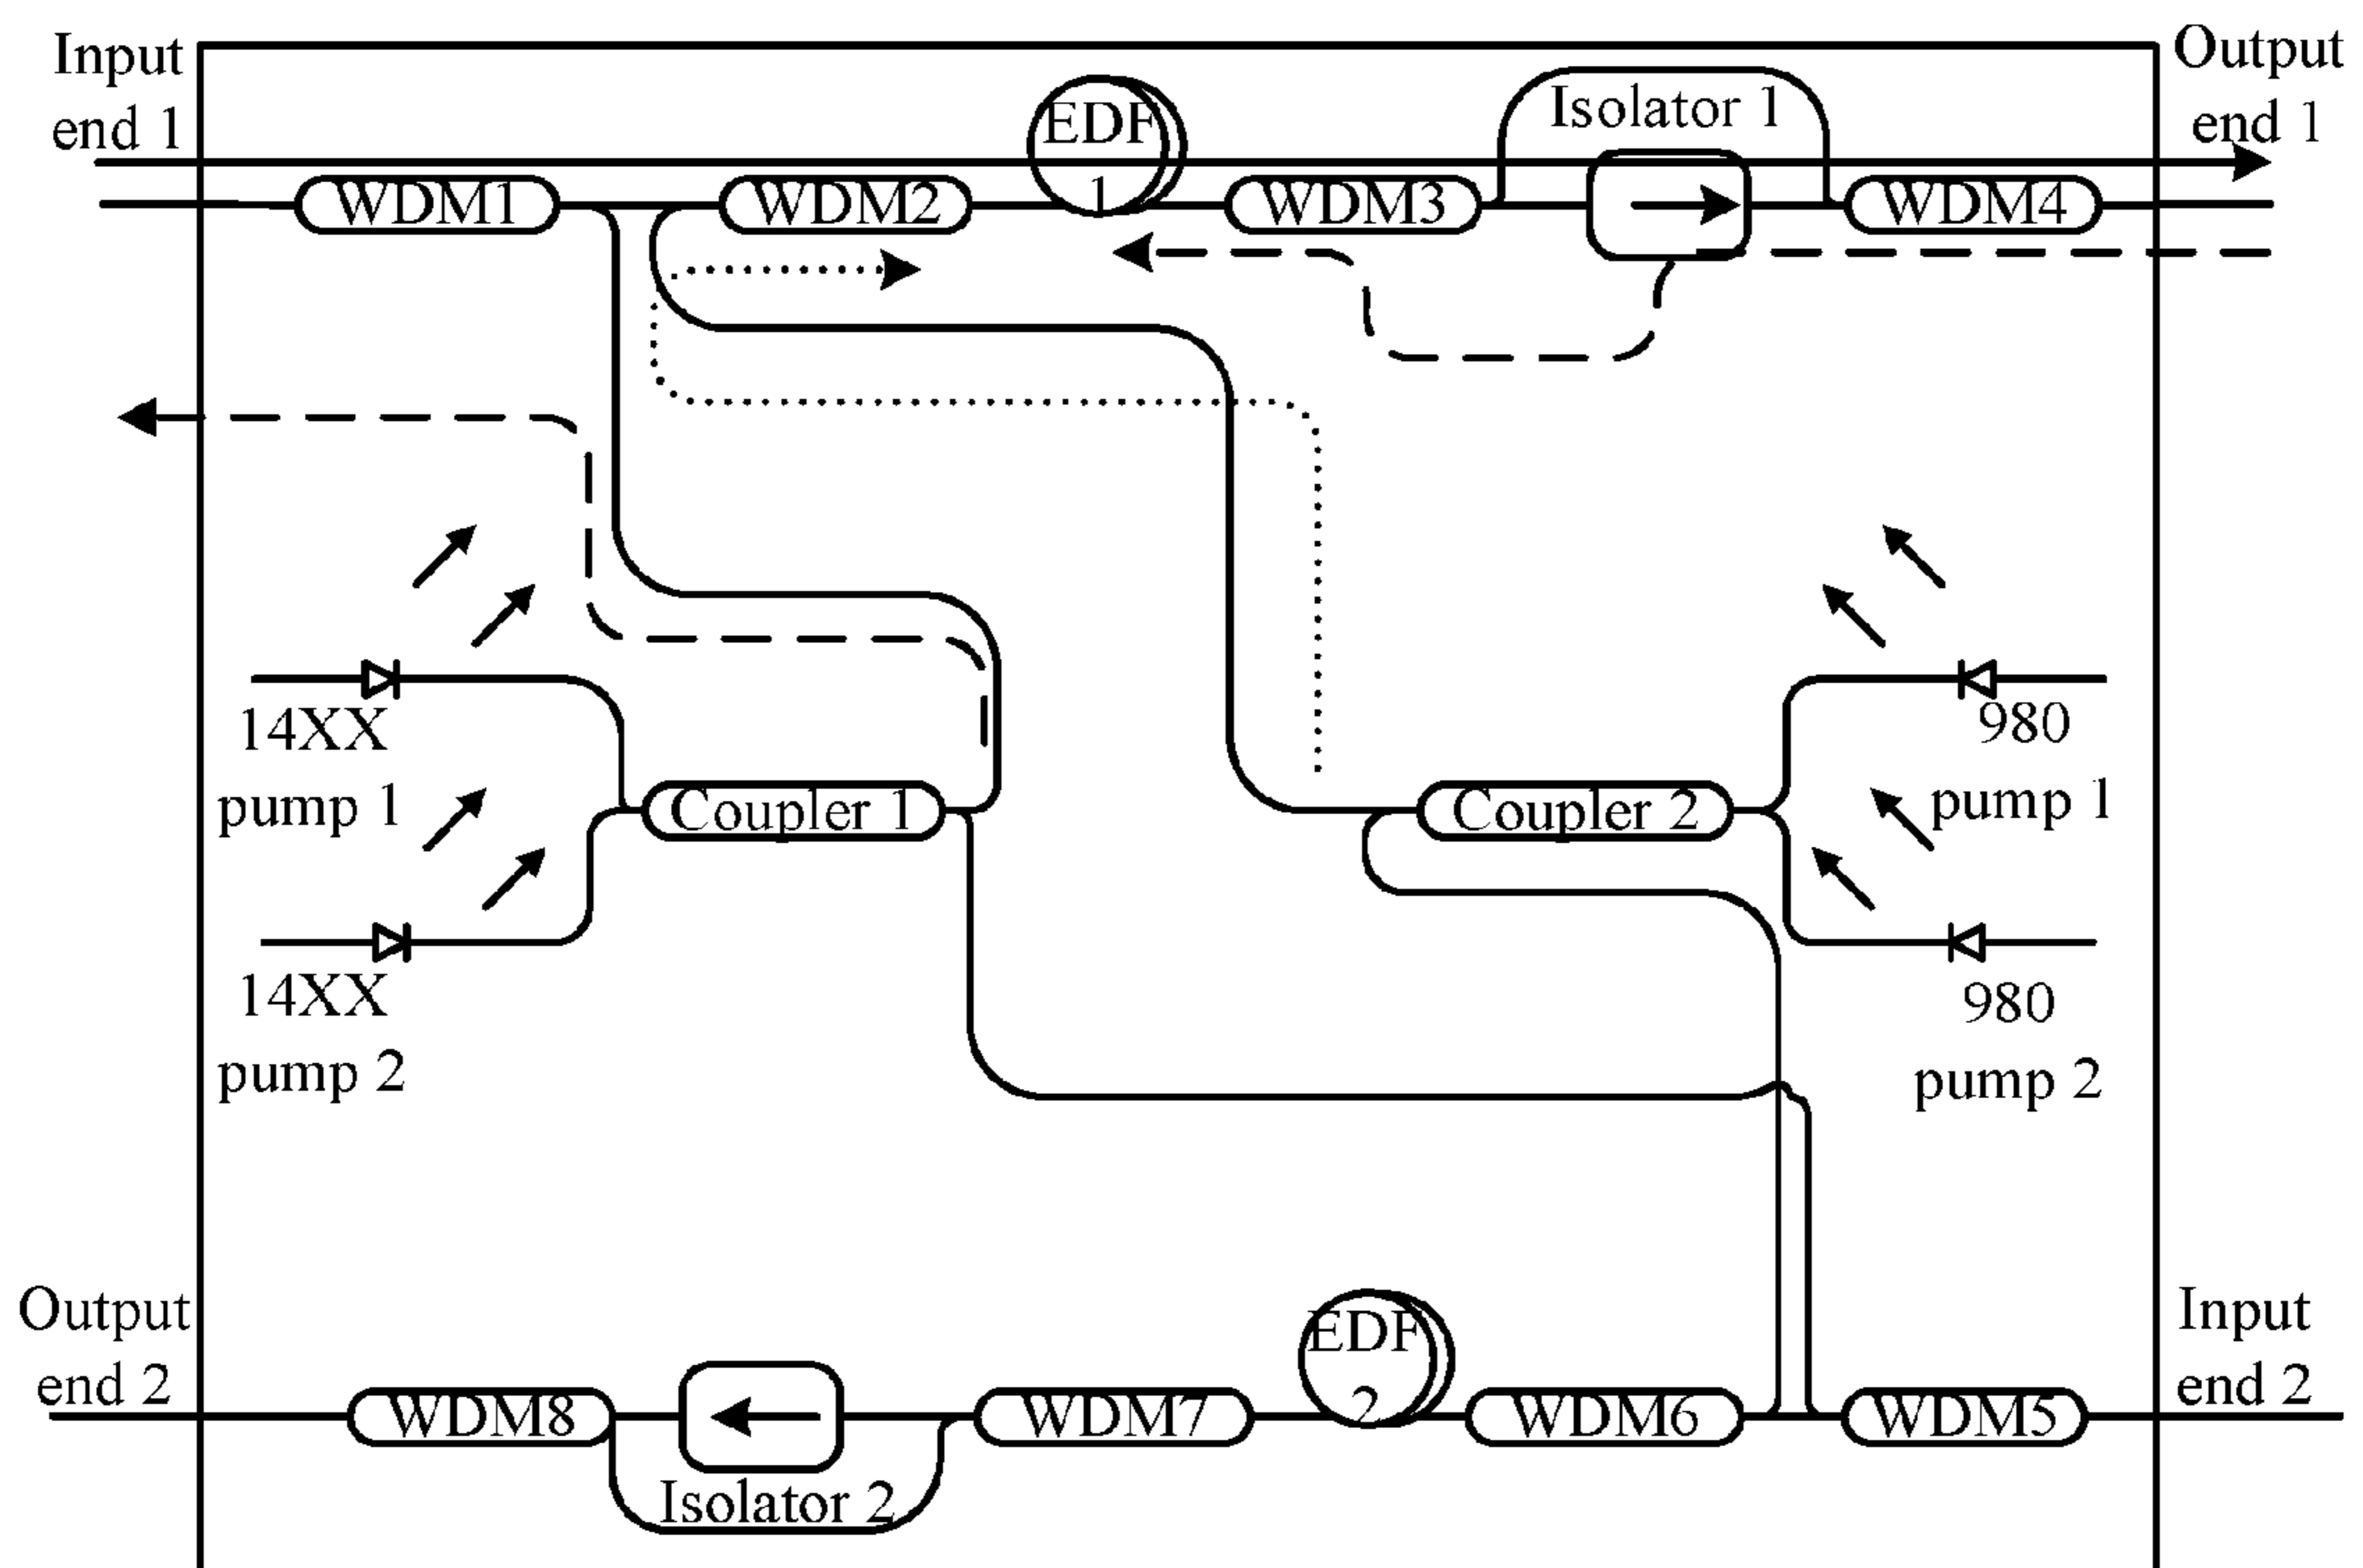 Input
end 1
Output
end 1
EDF
1
Isolator 1
WDM1
WDM2
WDM3
WDM4
14XX
pump 1
980
pump 1
Coupler 1
Coupler 2
14XX
pump 2
980
pump 2
Output
end 2
Input
end 2
EDF
2
WDM8
WDM7
WDM6
WDM5
Isolator 2